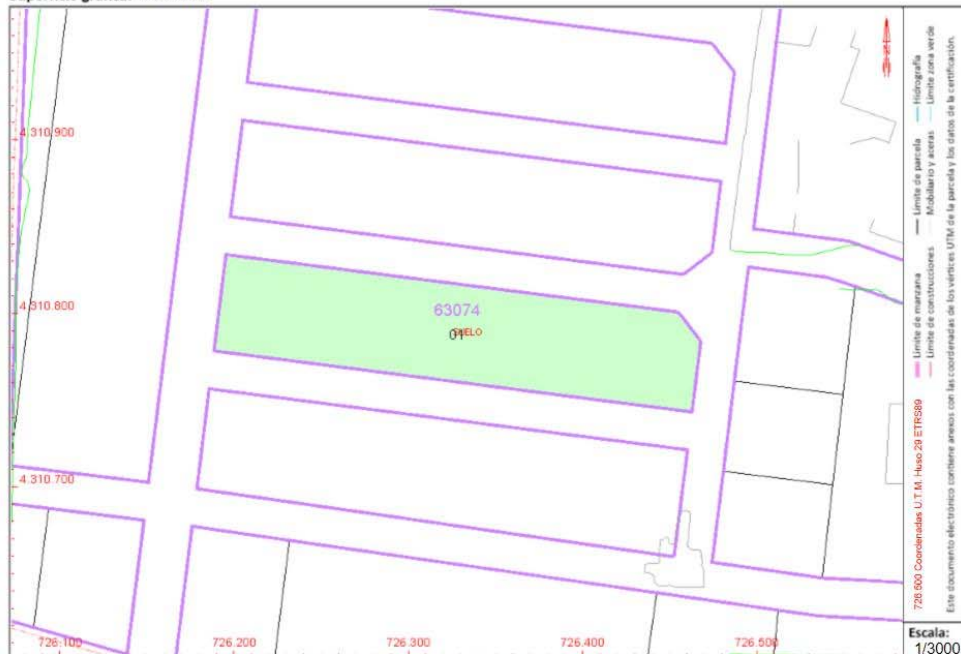 4.310.900
4.310.800
4.310.700
63074
01
SUELO
726.100
726.200
726.300
726.400
726.500
726.600 Coordenadas U.T.M. Huso 29 ETRS89
Límite de manzana
Límite de parcela
Hidrografía
Límite de construcciones
Mobiliario y aceras
Límite zona verde
Este documento electrónico contiene anexos con las coordenadas de los vértices UTM de la parcela y los datos de la certificación.
Escala:
1/3000